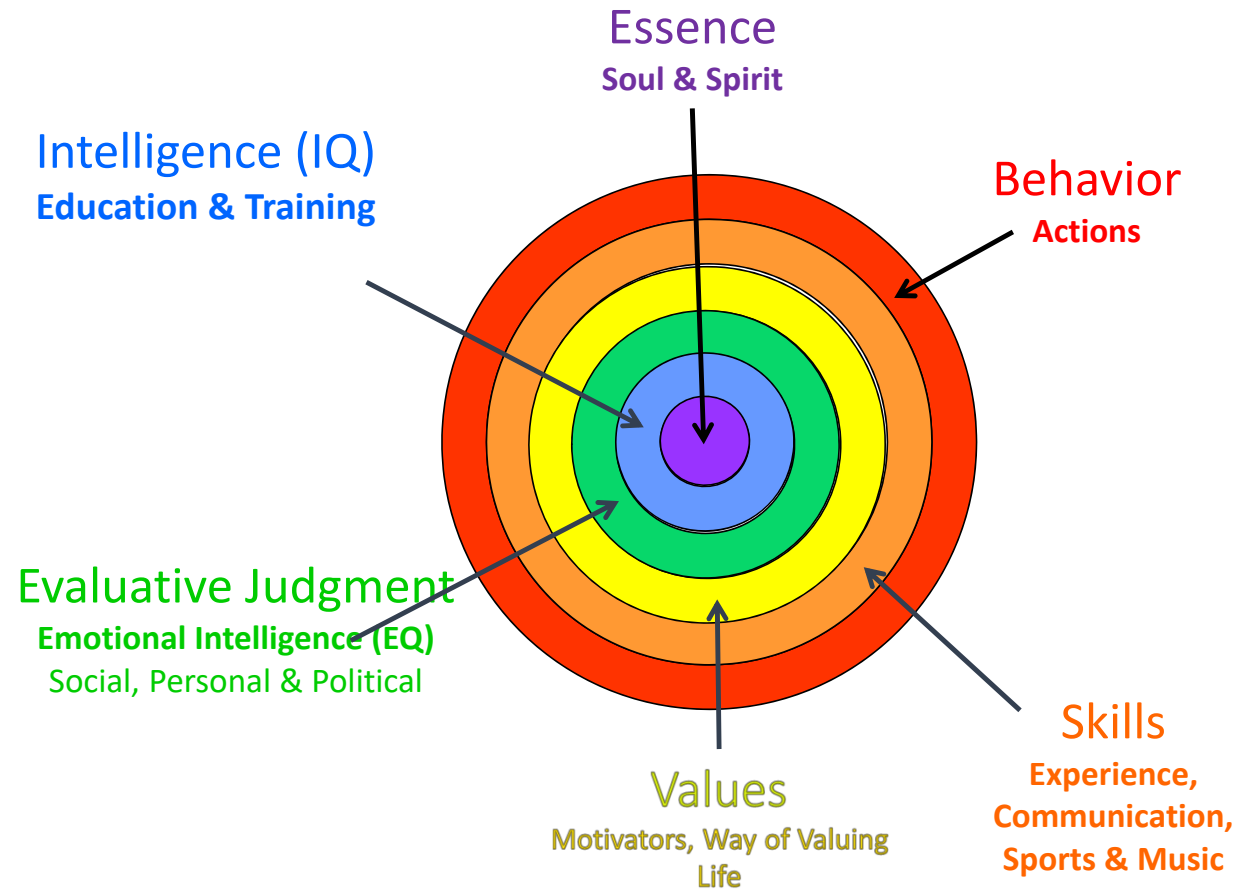 Essence
Soul & Spirit
Intelligence (IQ)
Education & Training
Behavior
Actions
Evaluative Judgment
Emotional Intelligence (EQ)
Social, Personal & Political
Values
Motivators, Way of Valuing
Life
Skills
Experience,
Communication,
Sports & Music